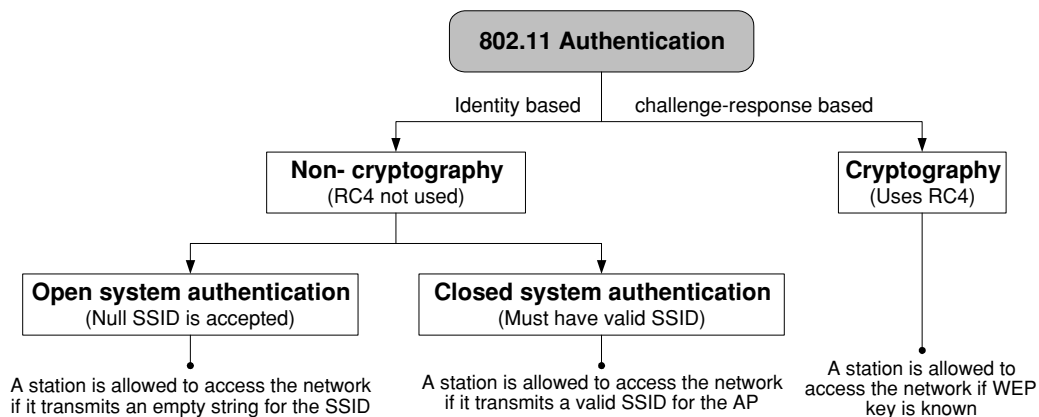 802.11 Authentication
Identity based
challenge-response based
Non- cryptography
(RC4 not used)
Cryptography
(Uses RC4)
Open system authentication
(Null SSID is accepted)
Closed system authentication
(Must have valid SSID)
A station is allowed to access the network
if it transmits an empty string for the SSID
A station is allowed to access the network
if it transmits a valid SSID for the AP
A station is allowed to
access the network if WEP
key is known